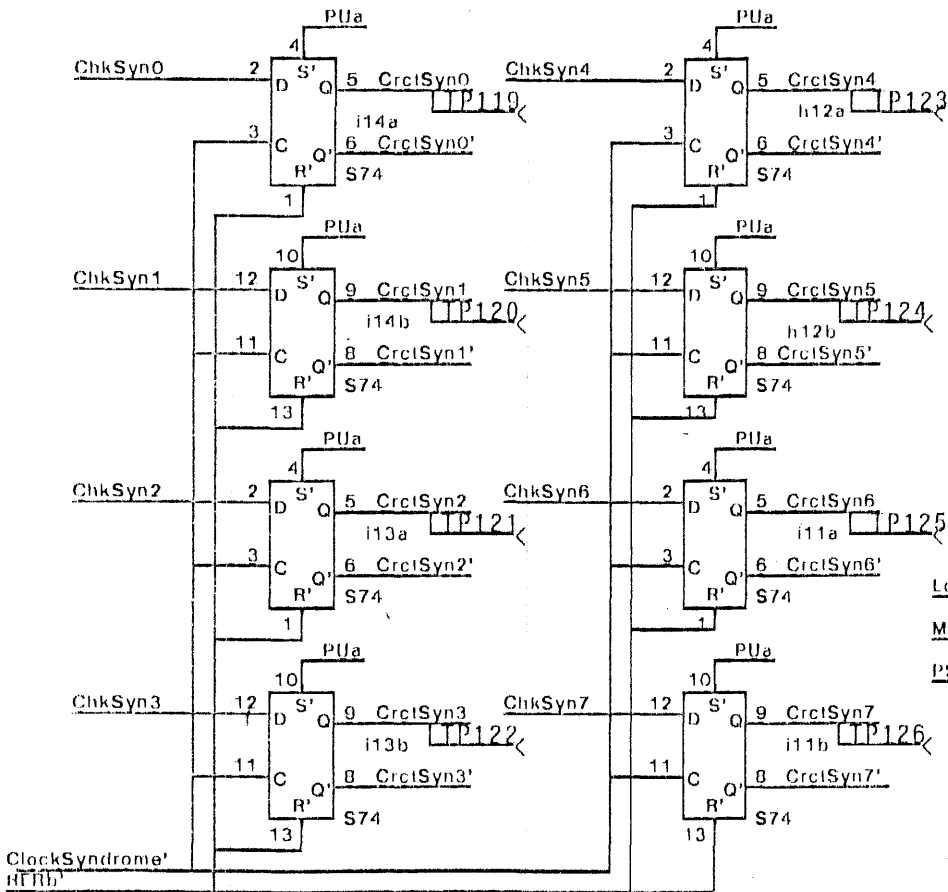 PUa
4
ChkSyn0 2 D S' Q 5 CrctSyn0
TP119
i14a
3 C Q' 6 CrctSyn0'
R' S74
1
PUa
10
ChkSyn1 12 D S' Q 9 CrctSyn1
TP120
i14b
11 C Q' 8 CrctSyn1'
R' S74
13
PUa
4
ChkSyn2 2 D S' Q 5 CrctSyn2
TP121
i13a
3 C Q' 6 CrctSyn2'
R' S74
1
PUa
10
ChkSyn3 12 D S' Q 9 CrctSyn3
TP122
i13b
11 C Q' 8 CrctSyn3'
R' S74
13
PUa
4
ChkSyn4 2 D S' Q 5 CrctSyn4
TP123
h12a
3 C Q' 6 CrctSyn4'
R' S74
1
PUa
10
ChkSyn5 12 D S' Q 9 CrctSyn5
TP124
h12b
11 C Q' 8 CrctSyn5'
R' S74
13
PUa
4
ChkSyn6 2 D S' Q 5 CrctSyn6
TP125
i11a
3 C Q' 6 CrctSyn6'
R' S74
1
PUa
10
ChkSyn7 12 D S' Q 9 CrctSyn7
TP126
i11b
11 C Q' 8 CrctSyn7'
R' S74
13
ClockSyndrome'